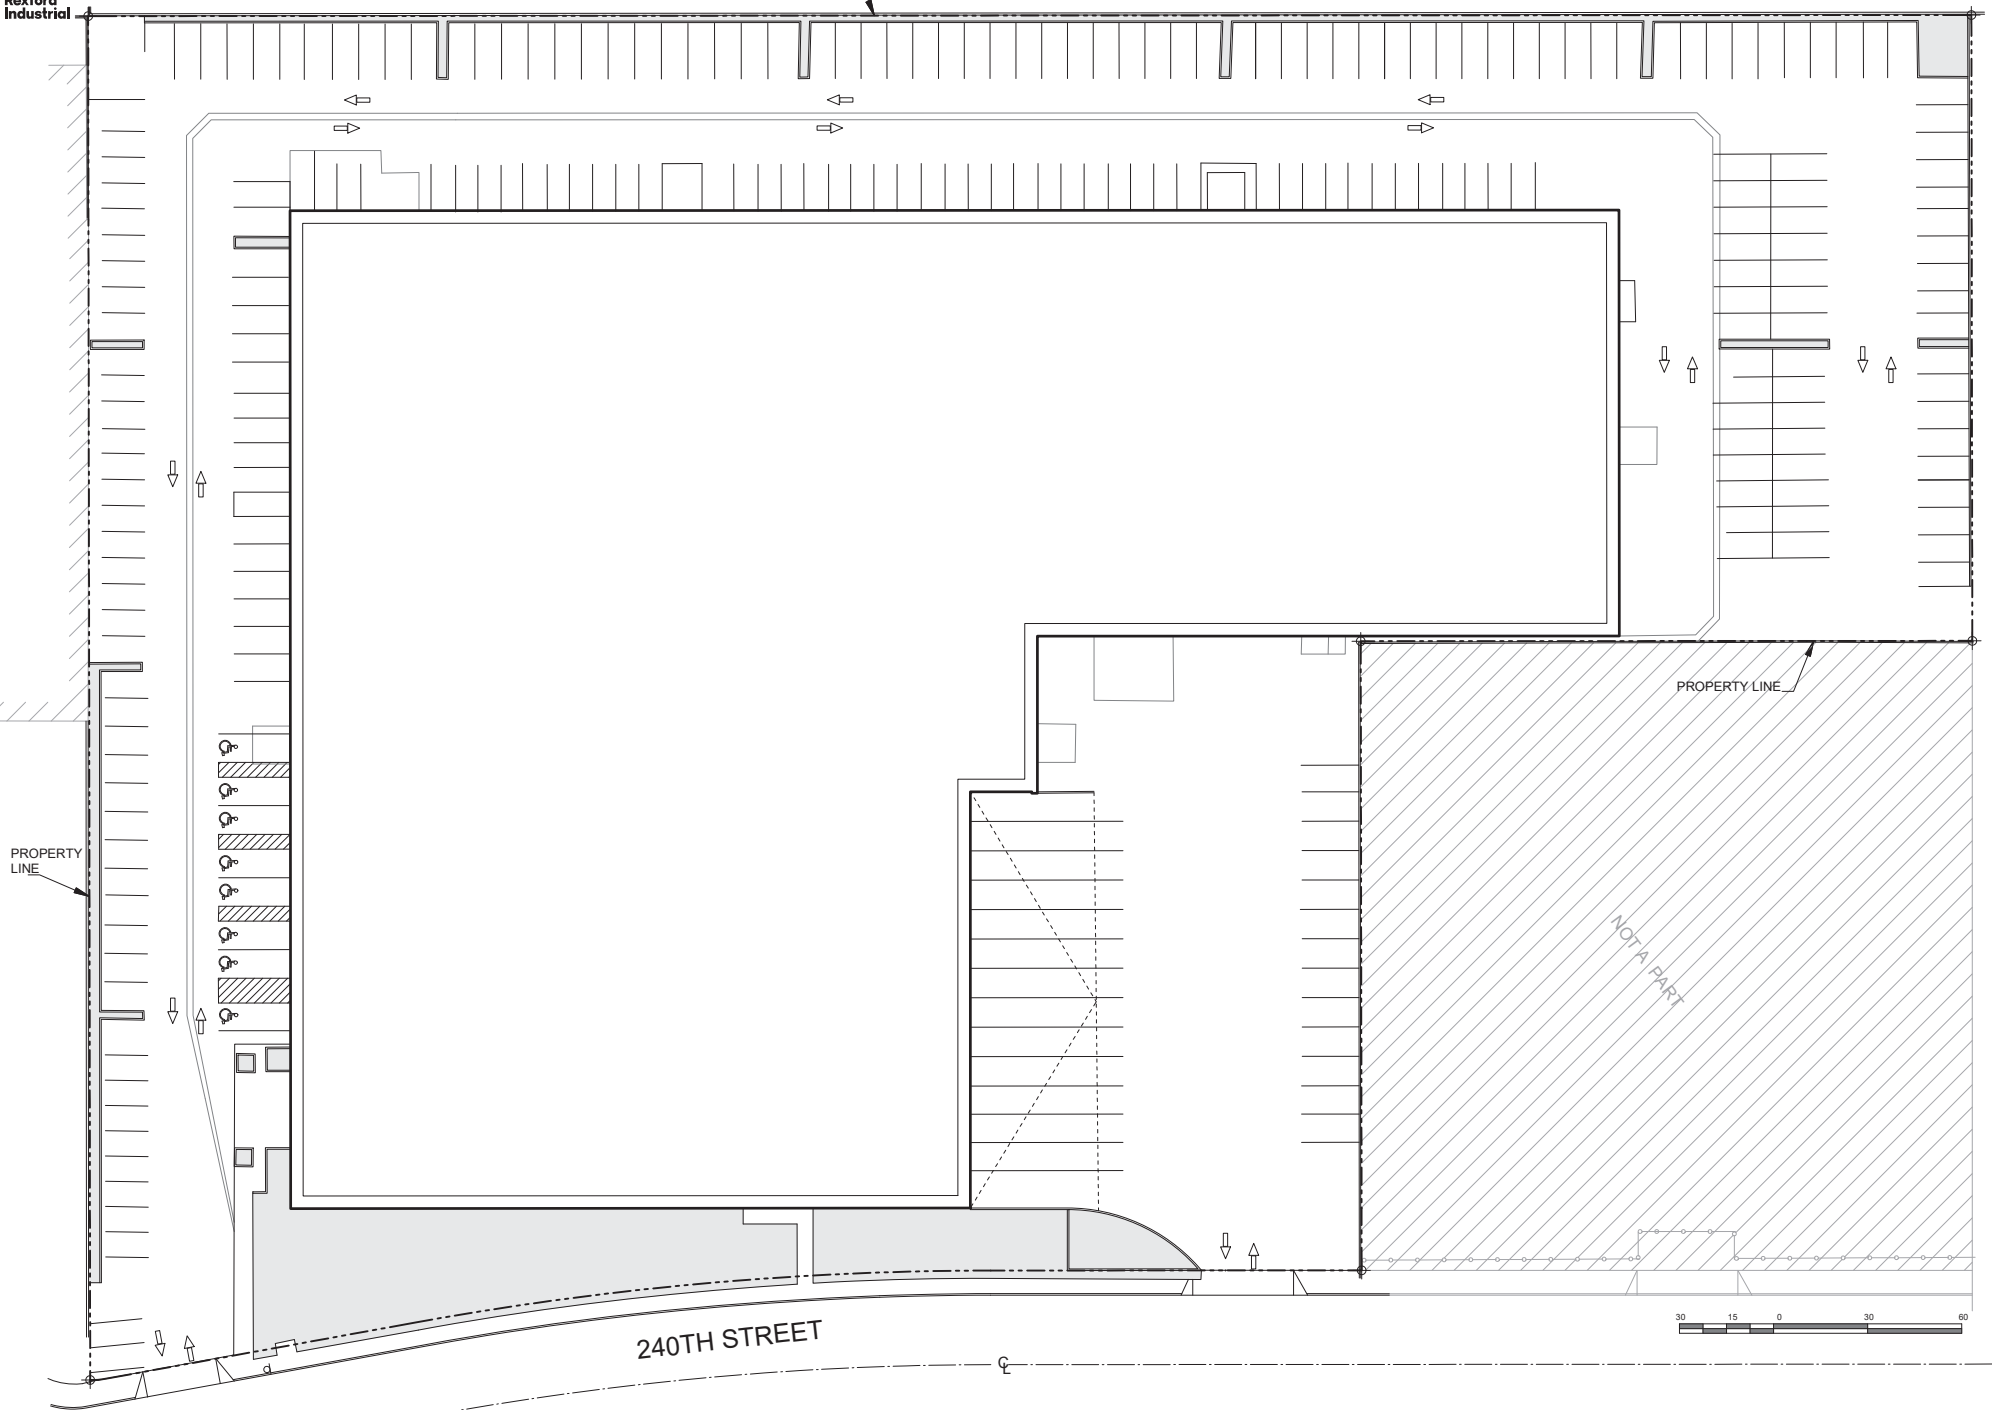 Rexford
Industrial
PROPERTY LINE
PROPERTY
LINE
NOT A PART
30 15 0 30 60
240TH STREET
d
℄